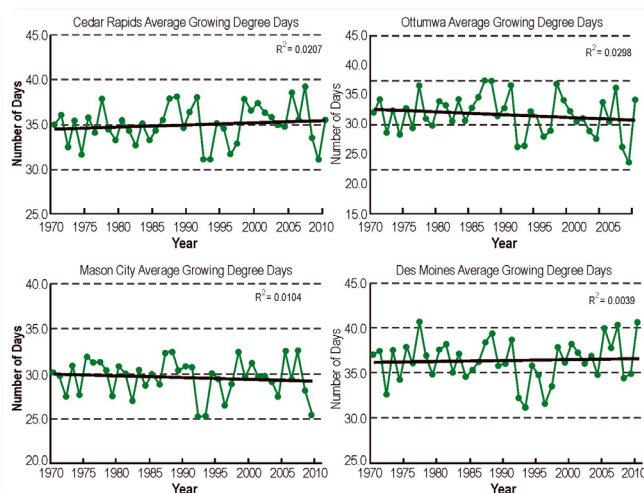 Cedar Rapids Average Growing Degree Days
45.0
R2 = 0.0207
40.0
35.0
30.0
25.0
Number of Days
1970 1975 1980 1985 1990 1995 2000 2005 2010
Year
Ottumwa Average Growing Degree Days
45.0
R2 = 0.0298
40.0
35.0
30.0
25.0
20.0
15.0
Number of Days
1970 1975 1980 1985 1990 1995 2000 2005
Year
Mason City Average Growing Degree Days
40.0
R2 = 0.0104
35.0
30.0
25.0
20.0
Number of Days
1970 1975 1980 1985 1990 1995 2000 2005 2010
Year
Des Moines Average Growing Degree Days
45.0
R2 = 0.0039
40.0
35.0
30.0
25.0
Number of Days
1970 1975 1980 1985 1990 1995 2000 2005 2010
Year